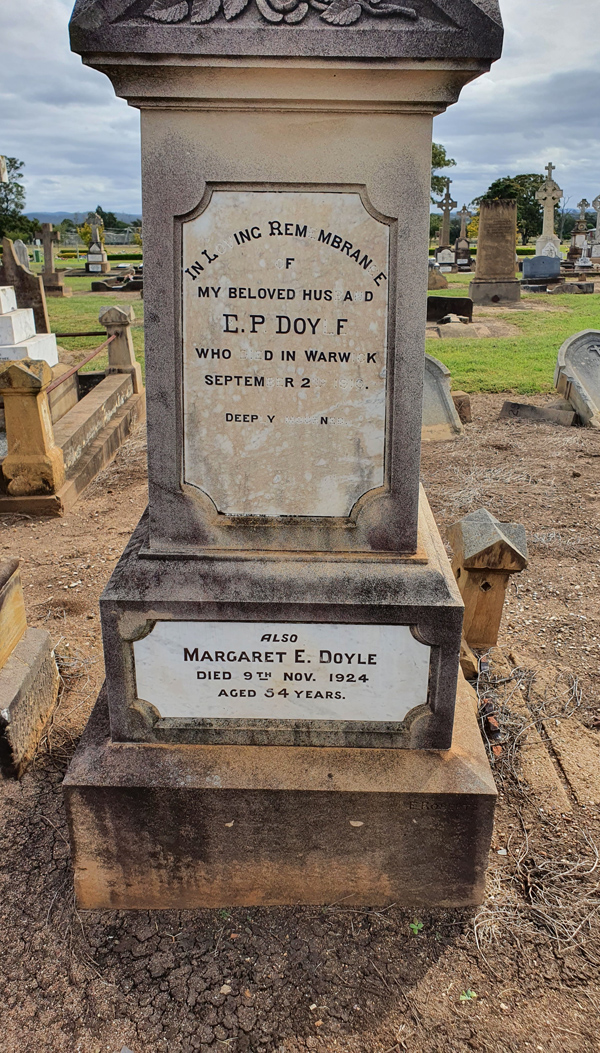 IN LOVING REMEMBRANCE
OF
MY BELOVED HUSBAND
E.P DOYLE
WHO DIED IN WARWICK
SEPTEMBER
DEEPLY
ALSO
MARGARET E. DOYLE
DIED 9TH NOV. 1924
AGED 54 YEARS.